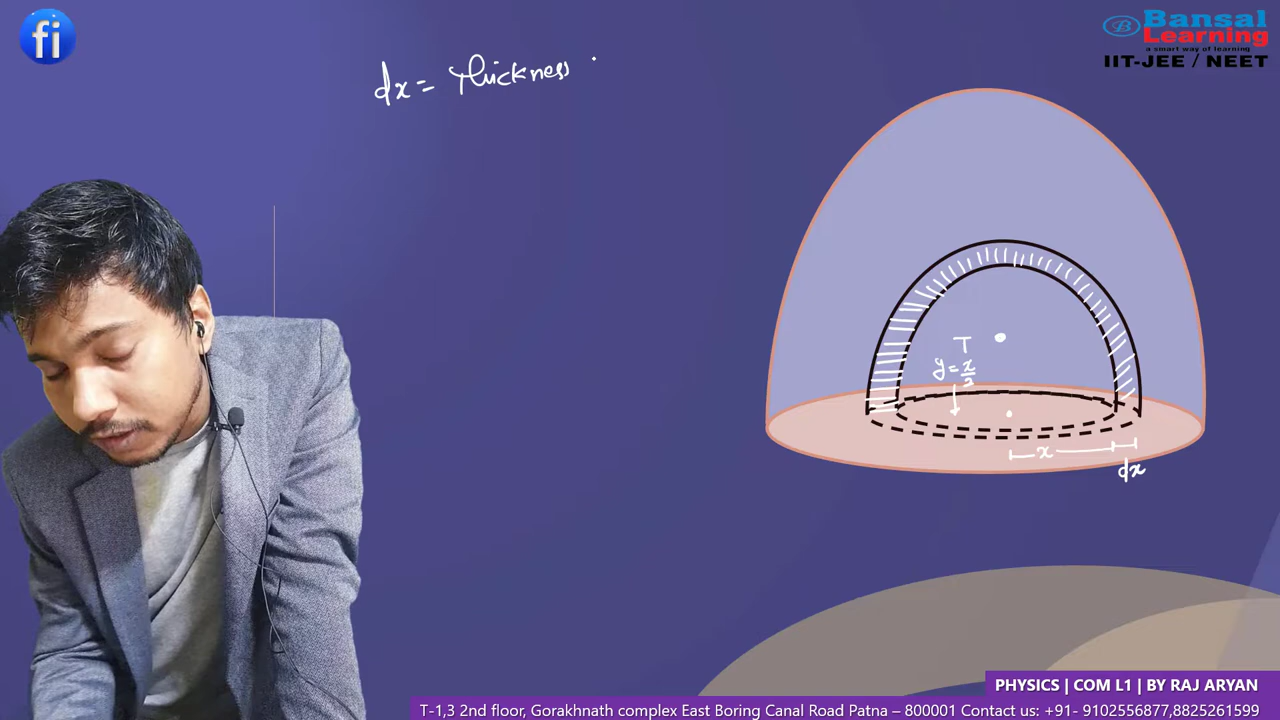 fi
Bansal
Learning
a smart way of learning
IIT-JEE / NEET
dx = Thickness
T
y = x/2
x
dx
PHYSICS | COM L1 | BY RAJ ARYAN
T-1,3 2nd floor, Gorakhnath complex East Boring Canal Road Patna – 800001 Contact us: +91- 9102556877,8825261599